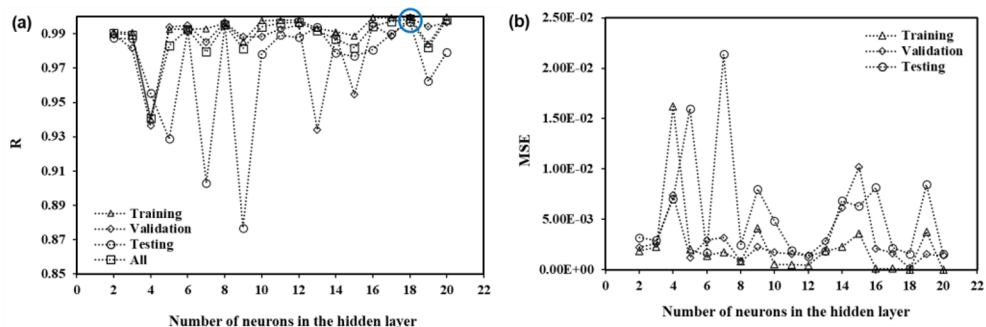 (a)
R
0.99
0.97
0.95
0.93
0.91
0.89
0.87
0.85
Training
Validation
Testing
All
0 2 4 6 8 10 12 14 16 18 20 22
Number of neurons in the hidden layer
(b)
MSE
2.50E-02
2.00E-02
1.50E-02
1.00E-02
5.00E-03
0.00E+00
Training
Validation
Testing
0 2 4 6 8 10 12 14 16 18 20 22
Number of neurons in the hidden layer